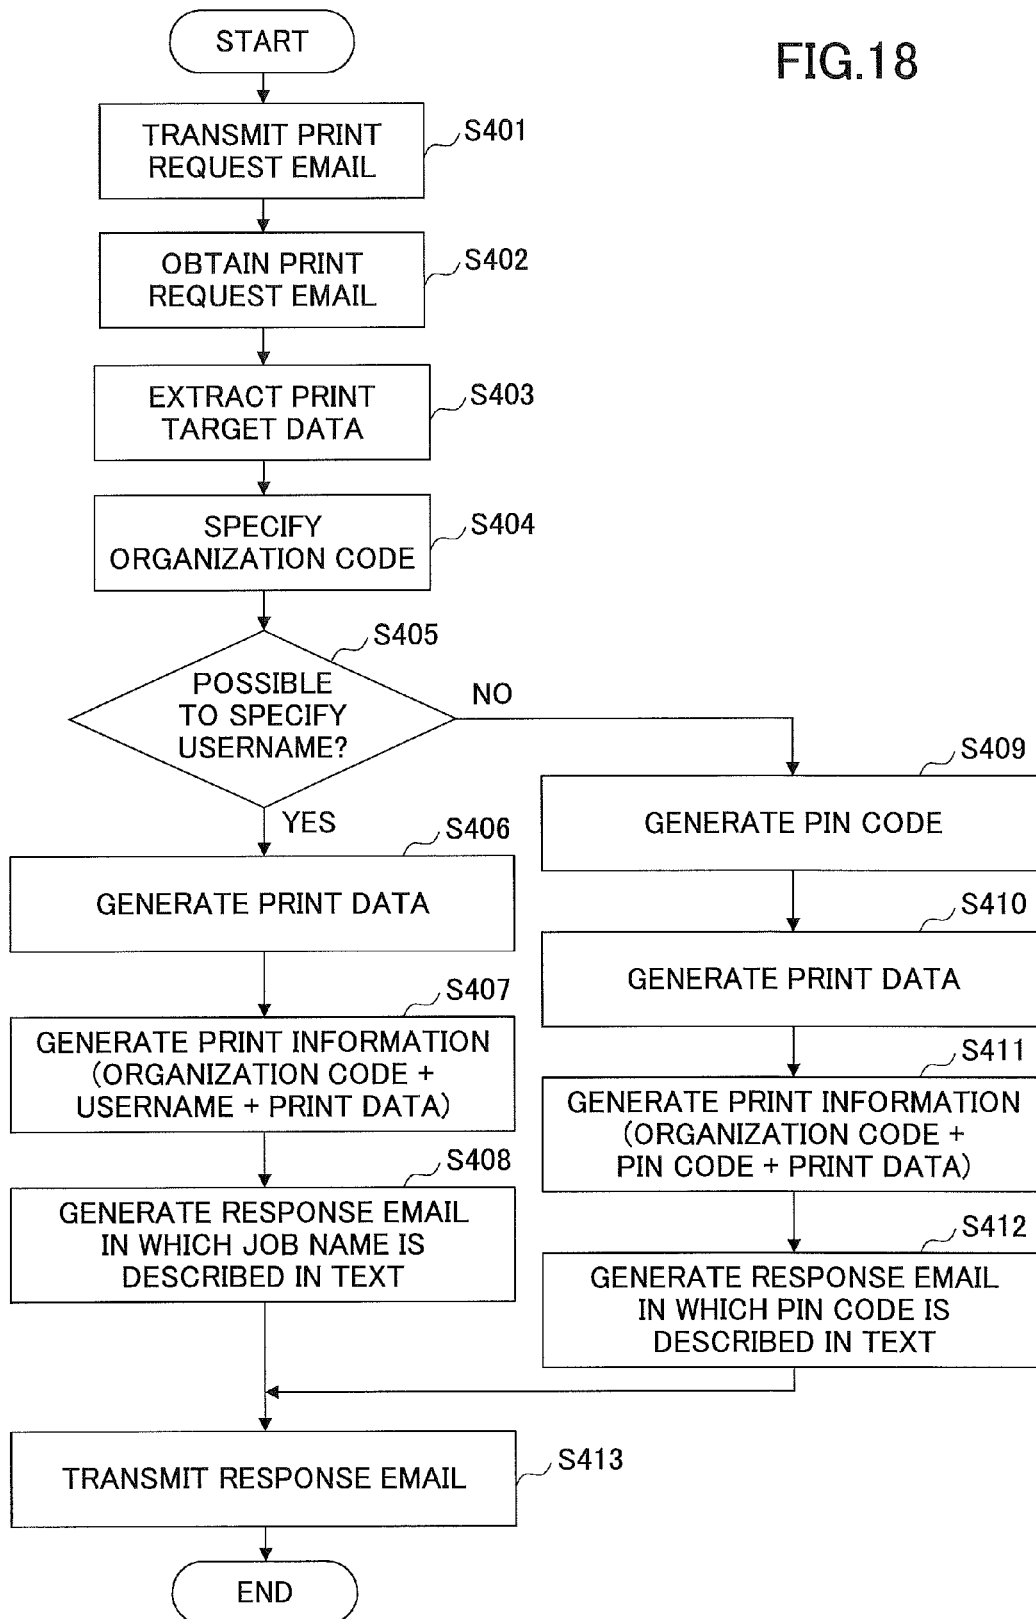 FIG.18
START
TRANSMIT PRINT
REQUEST EMAIL
S401
OBTAIN PRINT
REQUEST EMAIL
S402
EXTRACT PRINT
TARGET DATA
S403
SPECIFY
ORGANIZATION CODE
S404
POSSIBLE
TO SPECIFY
USERNAME?
S405
NO
YES
S406
GENERATE PRINT DATA
S407
GENERATE PRINT INFORMATION
(ORGANIZATION CODE +
USERNAME + PRINT DATA)
S408
GENERATE RESPONSE EMAIL
IN WHICH JOB NAME IS
DESCRIBED IN TEXT
S409
GENERATE PIN CODE
S410
GENERATE PRINT DATA
S411
GENERATE PRINT INFORMATION
(ORGANIZATION CODE +
PIN CODE + PRINT DATA)
S412
GENERATE RESPONSE EMAIL
IN WHICH PIN CODE IS
DESCRIBED IN TEXT
TRANSMIT RESPONSE EMAIL
S413
END